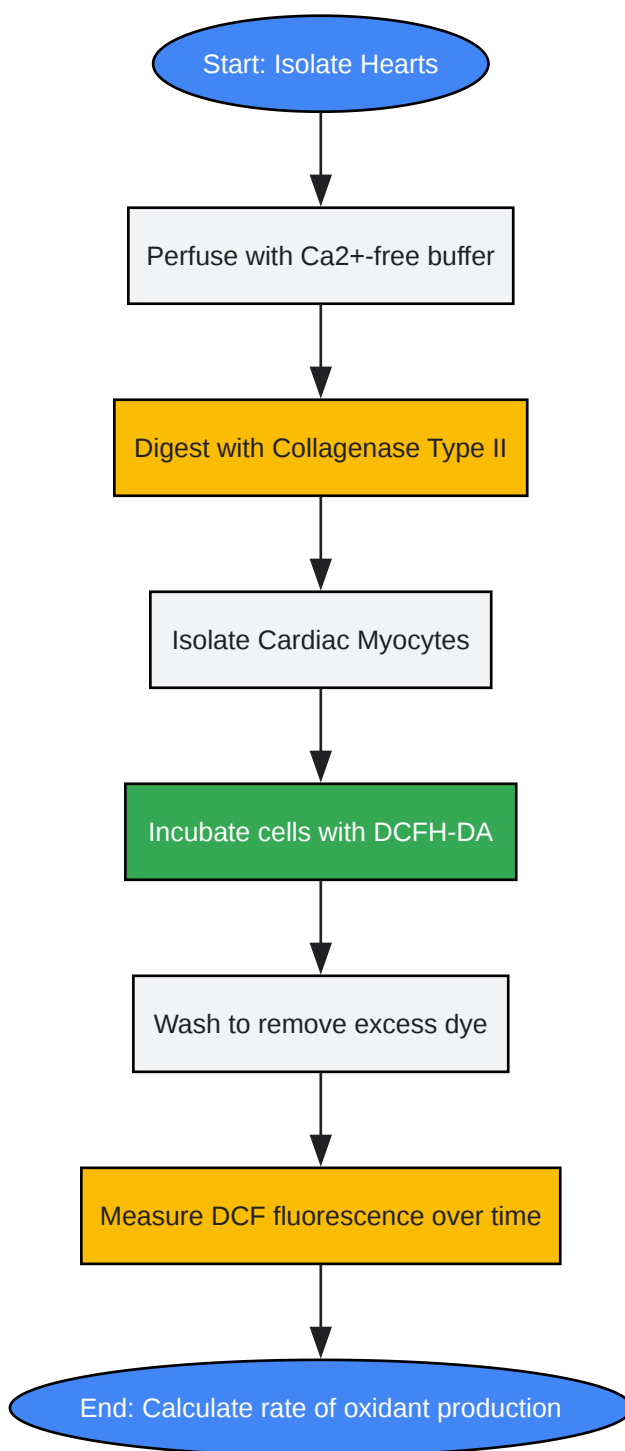 Start: Isolate Hearts
Perfuse with Ca2+-free buffer
Digest with Collagenase Type II
Isolate Cardiac Myocytes
Incubate cells with DCFH-DA
Wash to remove excess dye
Measure DCF fluorescence over time
End: Calculate rate of oxidant production